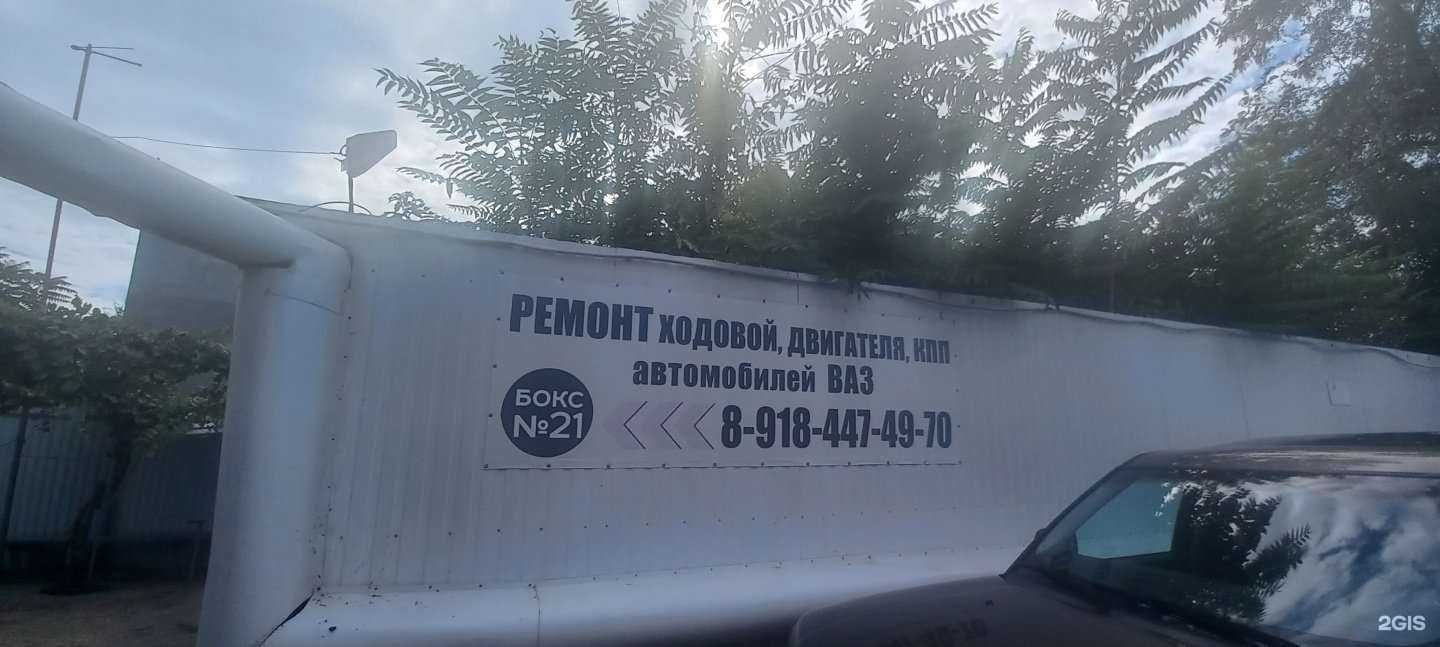 РЕМОНТ ХОДОВОЙ, ДВИГАТЕЛЯ, КПП
автомобилей ВАЗ
БОКС
№21
8-918-447-49-70
2GIS